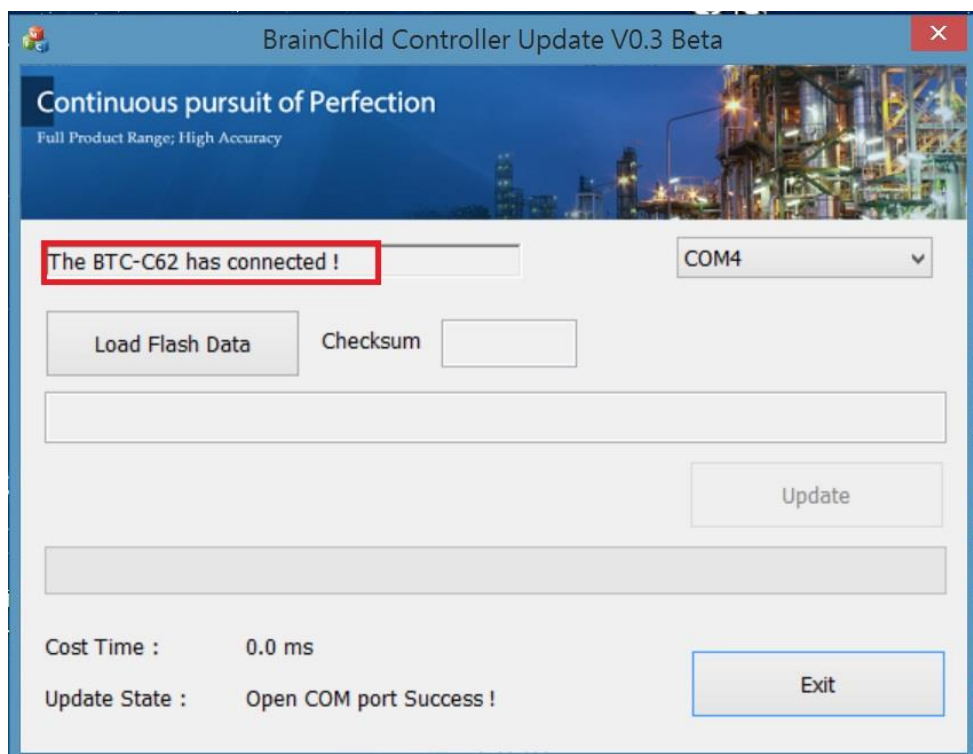 BrainChild Controller Update V0.3 Beta
Continuous pursuit of Perfection
Full Product Range; High Accuracy
The BTC-C62 has connected !
COM4
Load Flash Data
Checksum
Update
Cost Time :
0.0 ms
Update State :
Open COM port Success !
Exit